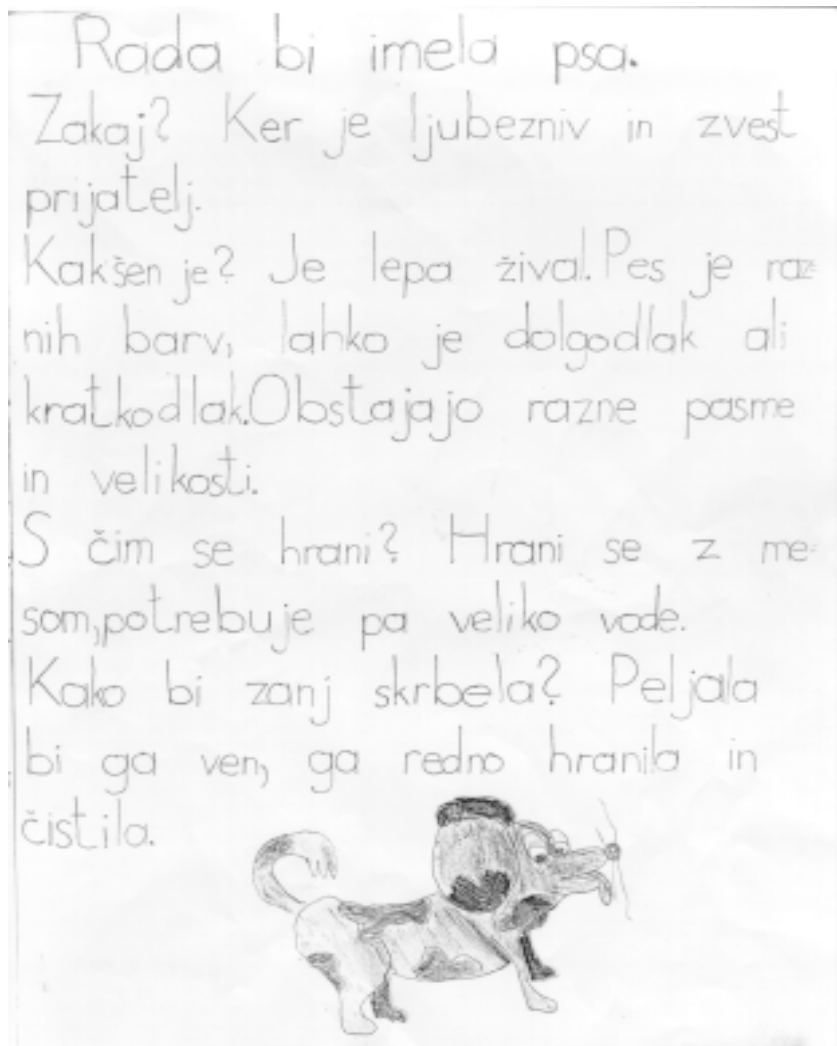 Rada bi imela psa.
Zakaj? Ker je ljubezniv in zvest
prijatelj.
Kakšen je? Je lepa žival. Pes je raz-
nih barv, lahko je dolgodlak ali
kratkodlak. Obstajajo razne pasme
in velikosti.
S čim se hrani? Hrani se z me-
som, potrebuje pa veliko vode.
Kako bi zanj skrbela? Peljala
bi ga ven, ga redno hranila in
čistila.